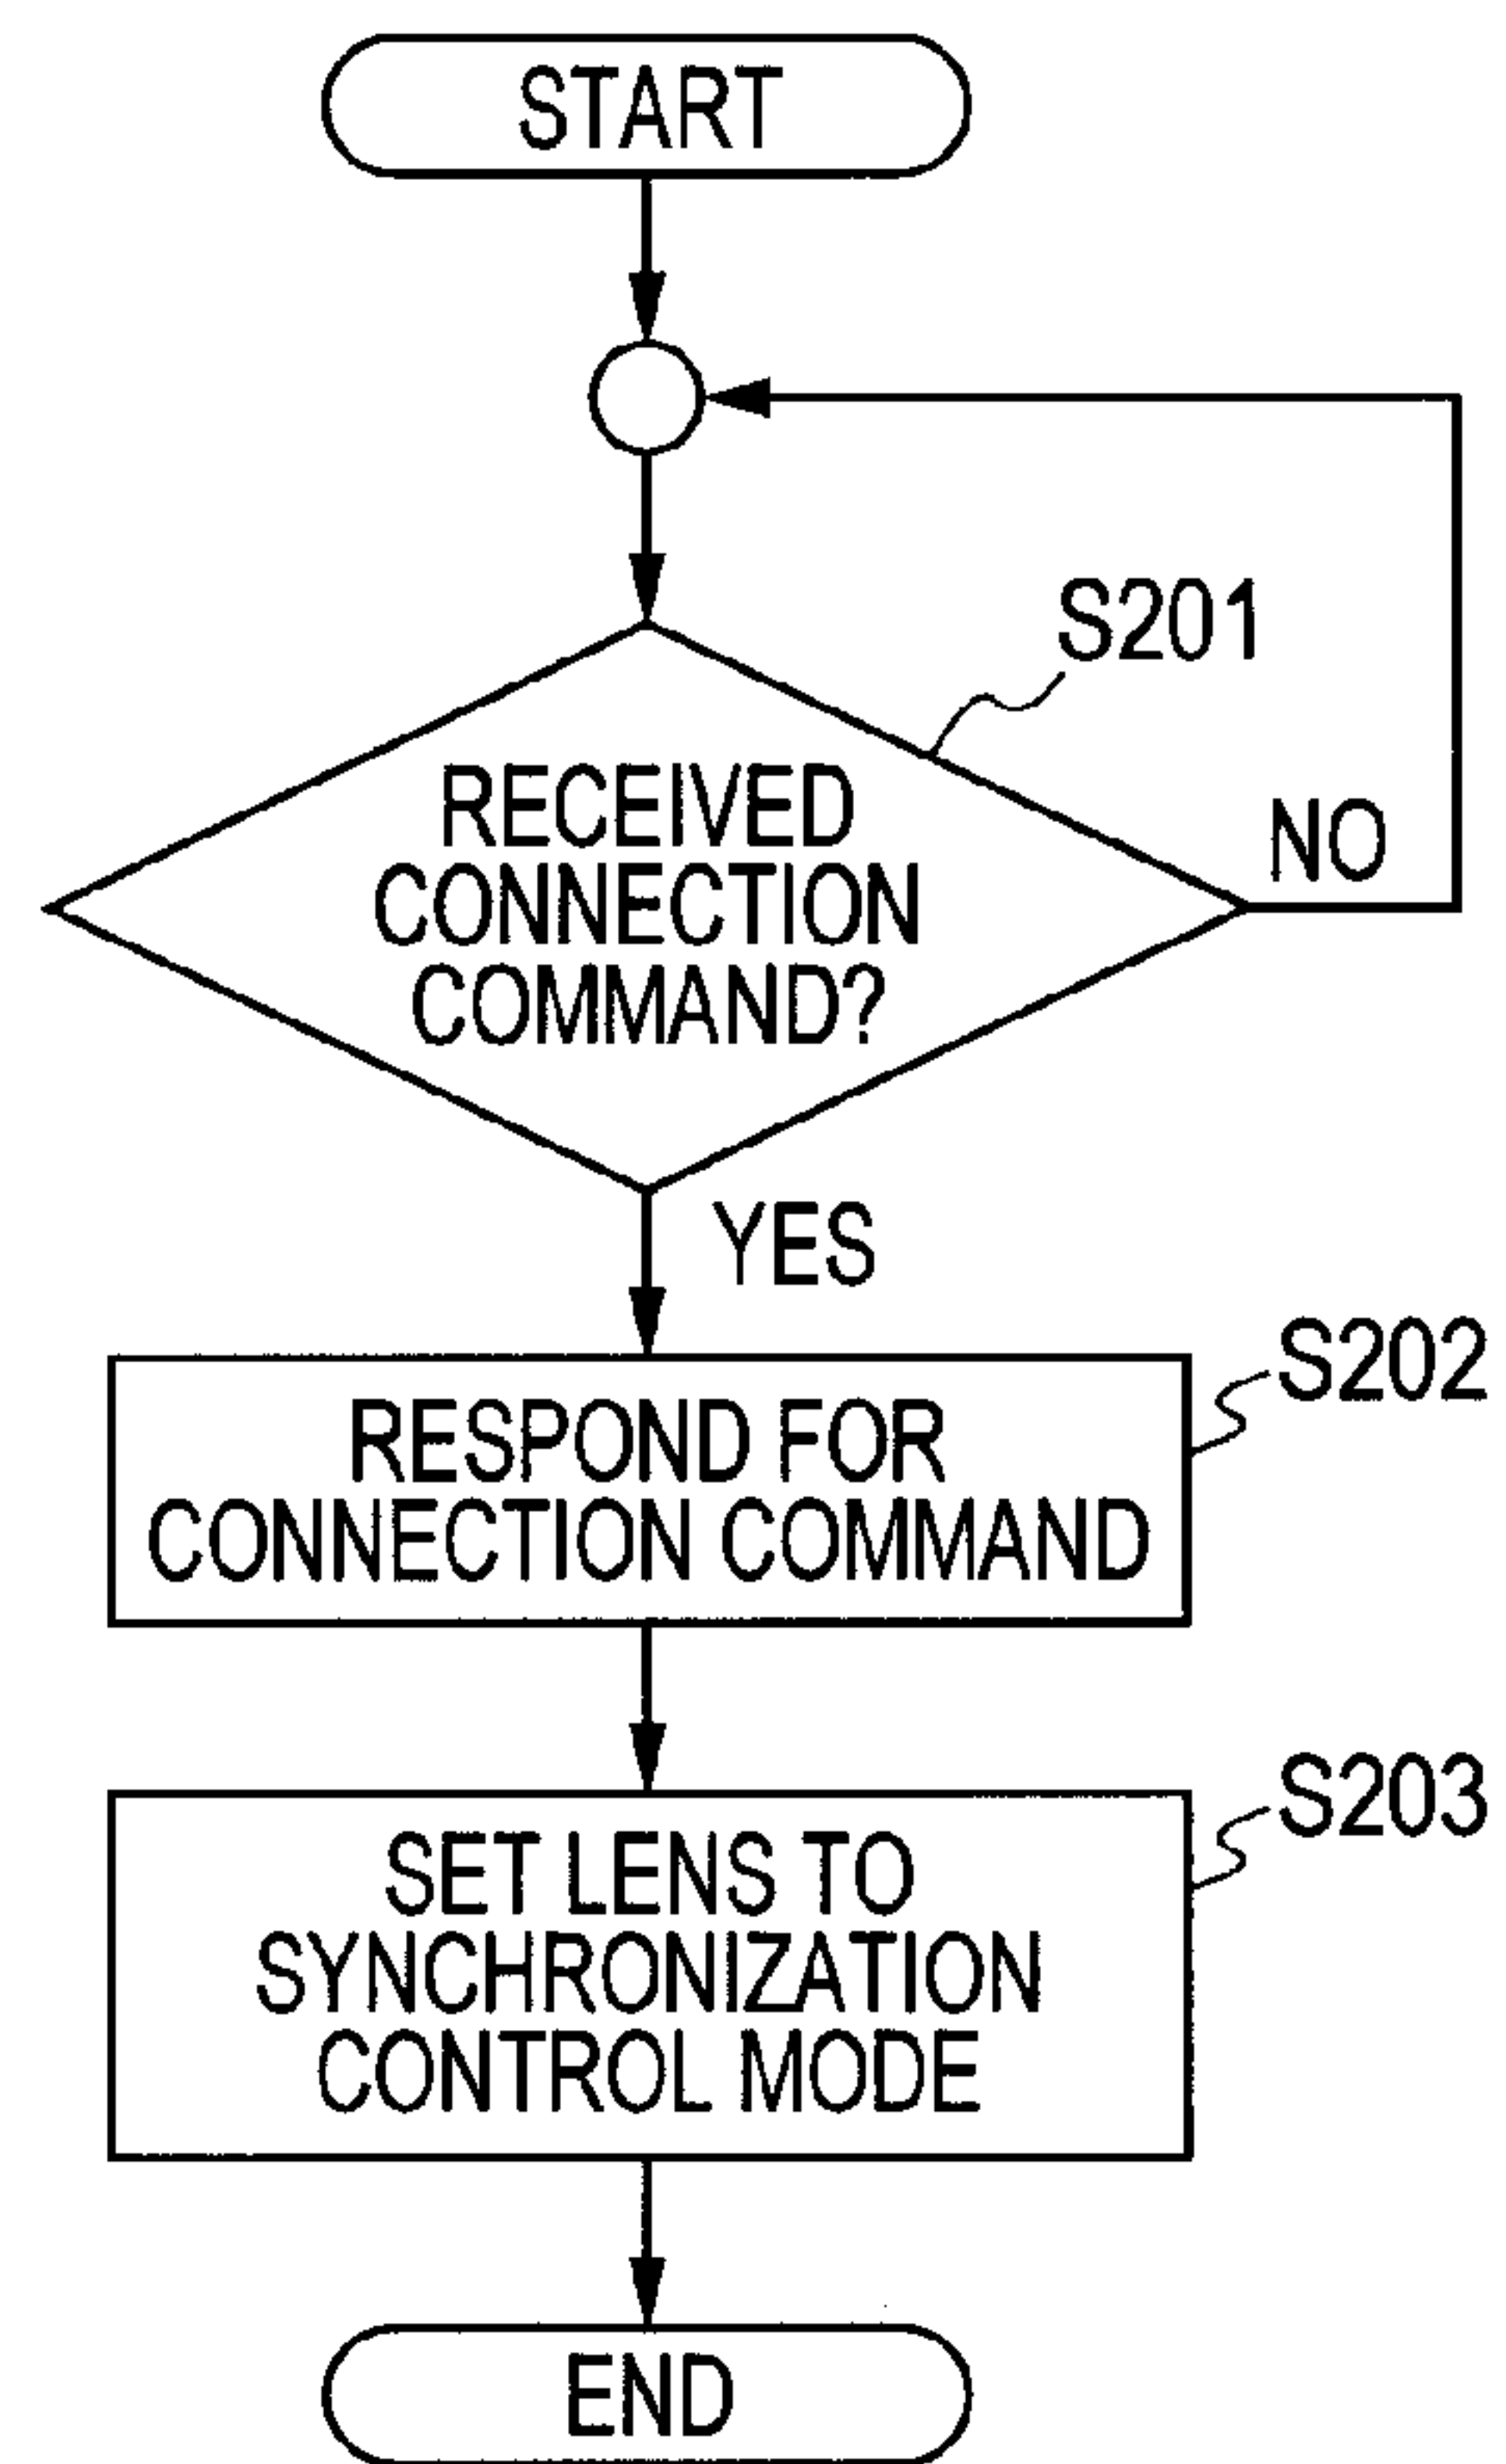 START
S201
RECEIVED
CONNECTION
COMMAND?
NO
YES
S202
RESPOND FOR
CONNECTION COMMAND
S203
SET LENS TO
SYNCHRONIZATION
CONTROL MODE
END